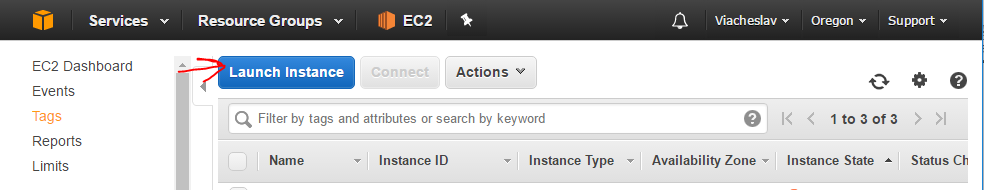 Services Resource Groups EC2 Viacheslav Oregon Support
EC2 Dashboard
Events
Tags
Reports
Limits
Launch Instance Connect Actions
Filter by tags and attributes or search by keyword 1 to 3 of 3
Name Instance ID Instance Type Availability Zone Instance State Status Ch